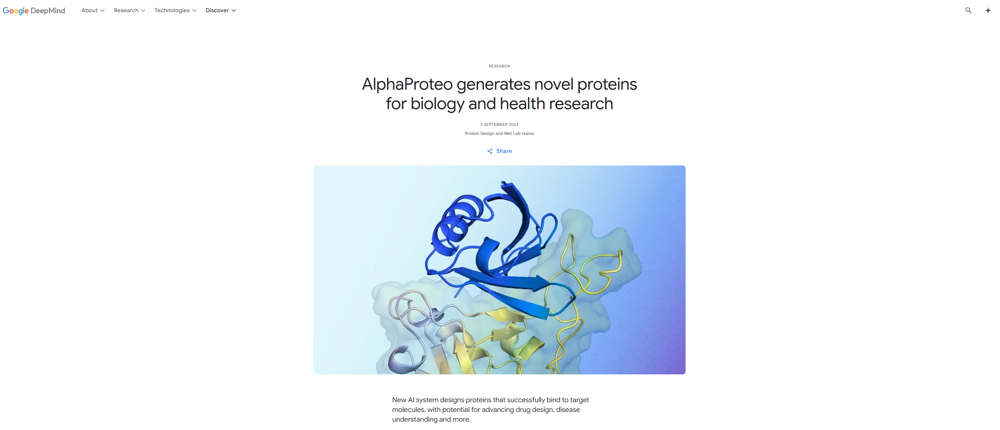 Google DeepMind About Research Technologies Discover
RESEARCH
AlphaProteo generates novel proteins
for biology and health research
5 SEPTEMBER 2024
Protein Design and Wet Lab teams
Share
New AI system designs proteins that successfully bind to target
molecules, with potential for advancing drug design, disease
understanding and more.